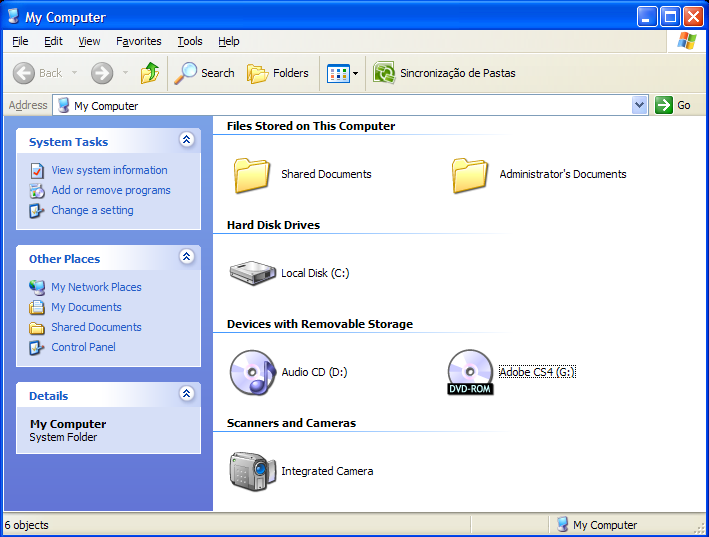 My Computer
File Edit View Favorites Tools Help
Back Search Folders Sincronização de Pastas
Address My Computer Go
System Tasks
View system information
Add or remove programs
Change a setting
Other Places
My Network Places
My Documents
Shared Documents
Control Panel
Details
My Computer
System Folder
Files Stored on This Computer
Shared Documents Administrator's Documents
Hard Disk Drives
Local Disk (C:)
Devices with Removable Storage
Audio CD (D:) DVD-ROM Adobe CS4 (G:)
Scanners and Cameras
Integrated Camera
6 objects My Computer